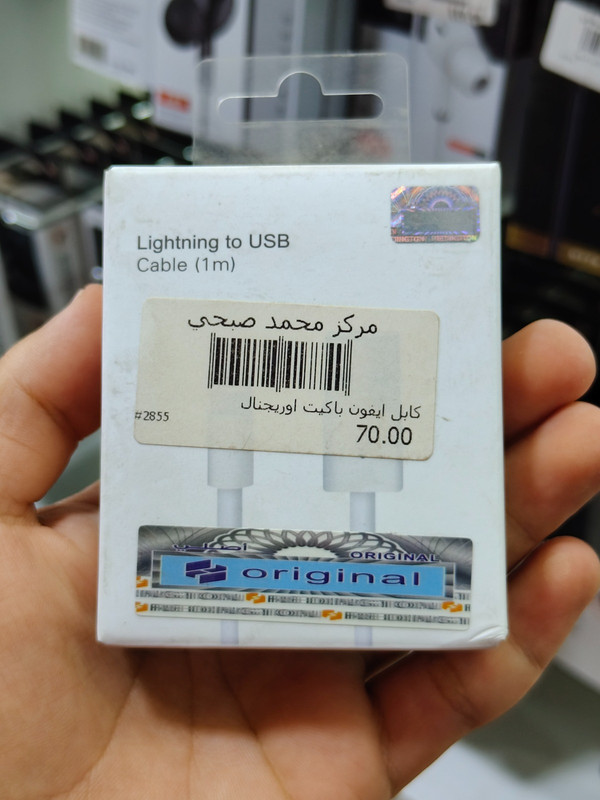 Lightning to USB
Cable (1m)
مركز محمد صبحي
كابل ايفون باكيت اوريجنال
#2855
70.00
ORIGINAL
original